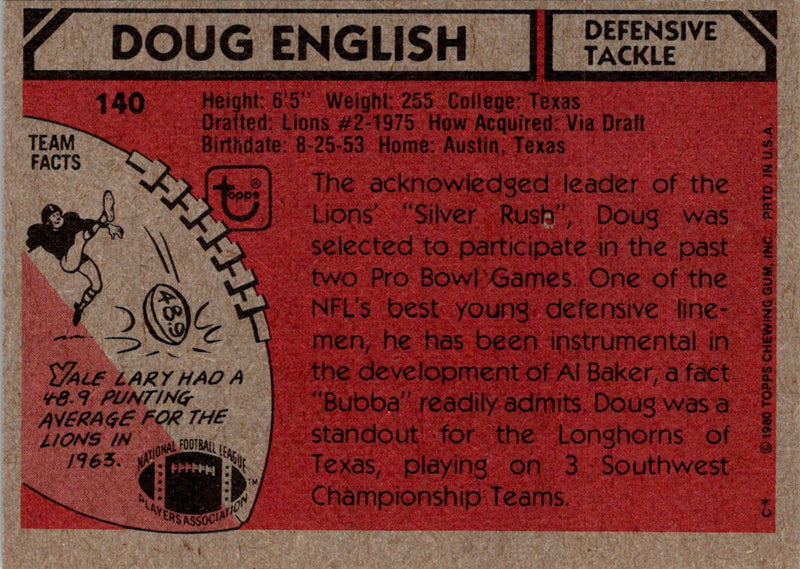 DOUG ENGLISH
DEFENSIVE
TACKLE
140
Height: 6'5" Weight: 255 College: Texas
Drafted: Lions #2-1975 How Acquired: Via Draft
Birthdate: 8-25-53 Home: Austin, Texas
TEAM
FACTS
topps®
48.9
YALE LARY HAD A
48.9 PUNTING
AVERAGE FOR THE
LIONS IN
1963.
NATIONAL FOOTBALL LEAGUE
PLAYERS ASSOCIATION
TM
The acknowledged leader of the
Lions' "Silver Rush", Doug was
selected to participate in the past
two Pro Bowl Games. One of the
NFL's best young defensive line-
men, he has been instrumental in
the development of Al Baker, a fact
"Bubba" readily admits. Doug was a
standout for the Longhorns of
Texas, playing on 3 Southwest
Championship Teams.
© 1980 TOPPS CHEWING GUM, INC. PRTD. IN U.S.A.
C*